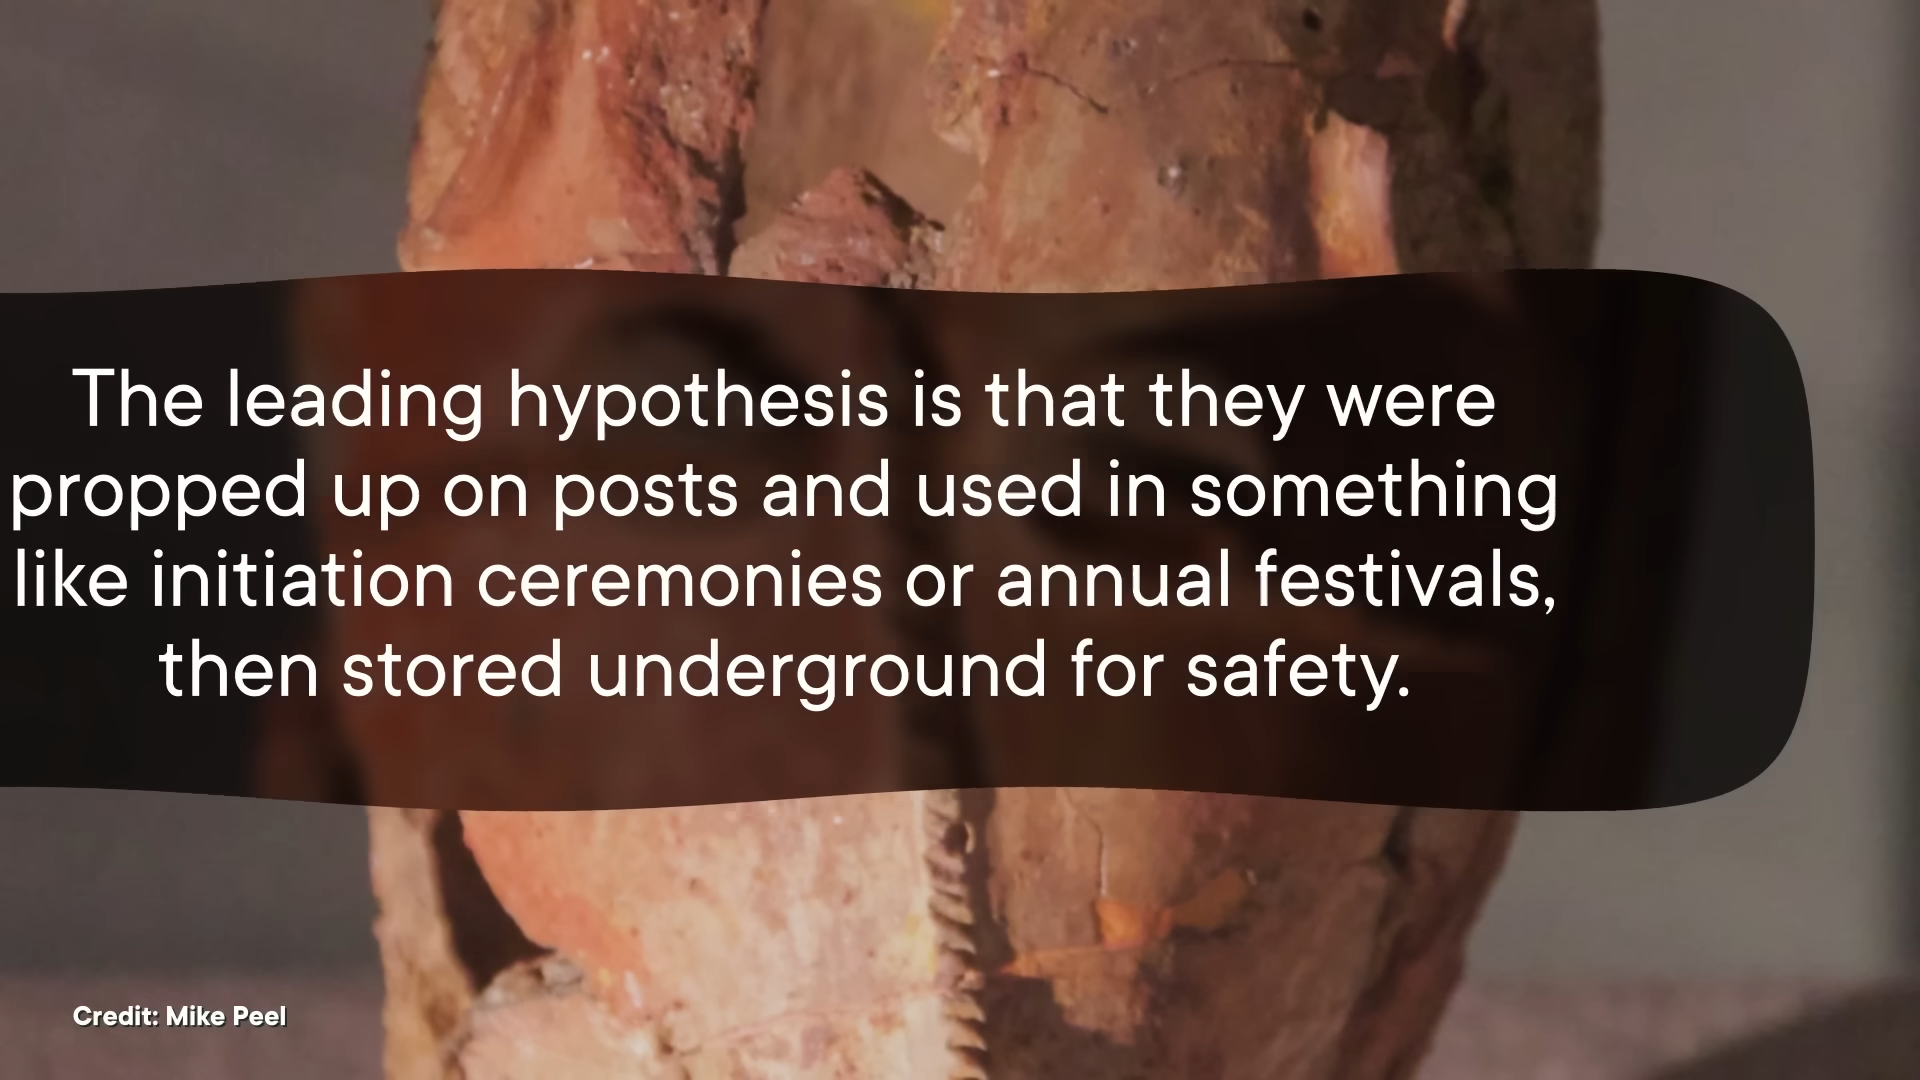 The leading hypothesis is that they were
propped up on posts and used in something
like initiation ceremonies or annual festivals,
then stored underground for safety.
Credit: Mike Peel